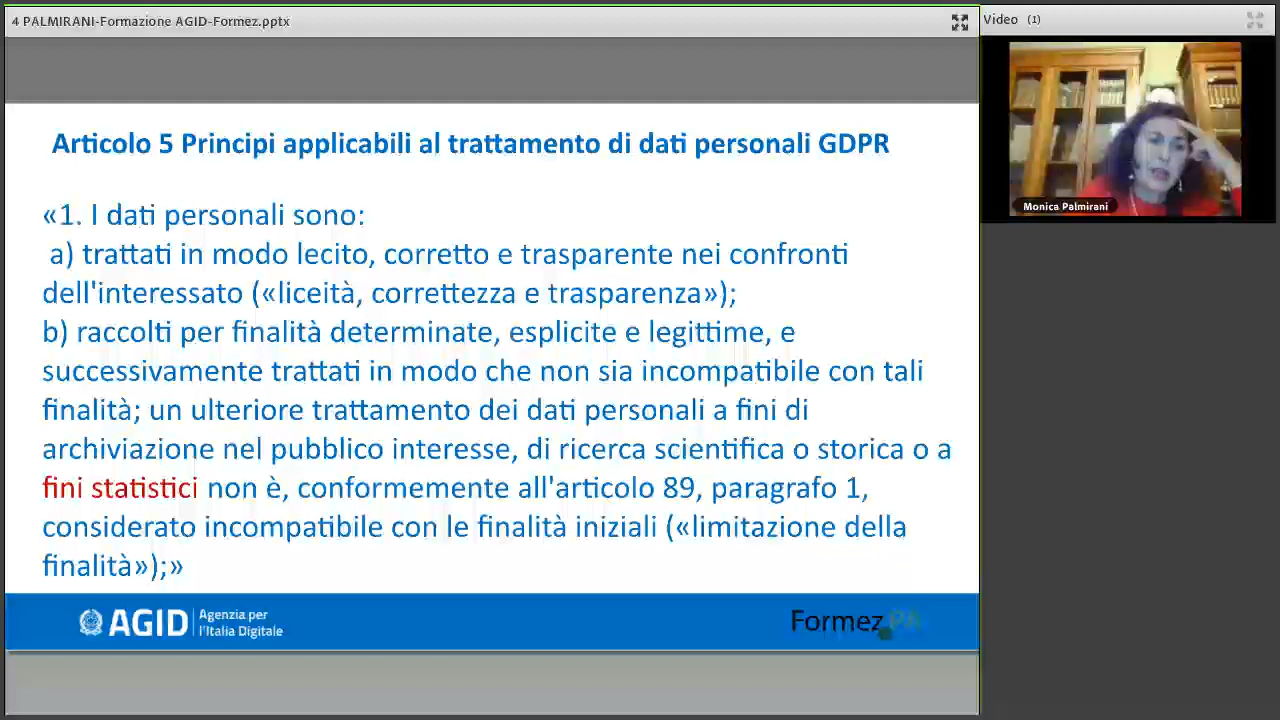 4 PALMIRANI-Formazione AGID-Formez.pptx
Video (1)
Monica Palmirani
Articolo 5 Principi applicabili al trattamento di dati personali GDPR
«1. I dati personali sono:
a) trattati in modo lecito, corretto e trasparente nei confronti
dell'interessato («liceità, correttezza e trasparenza»);
b) raccolti per finalità determinate, esplicite e legittime, e
successivamente trattati in modo che non sia incompatibile con tali
finalità; un ulteriore trattamento dei dati personali a fini di
archiviazione nel pubblico interesse, di ricerca scientifica o storica o a
fini statistici non è, conformemente all'articolo 89, paragrafo 1,
considerato incompatibile con le finalità iniziali («limitazione della
finalità»);»
AGID
Agenzia per
l'Italia Digitale
Formez PA